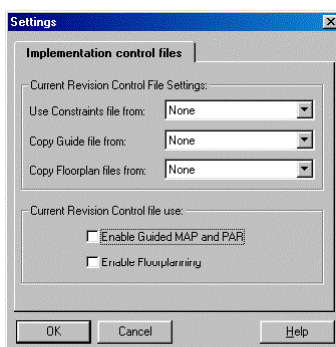 Settings
Implementation control files
Current Revision Control File Settings:
Use Constraints file from: None
Copy Guide file from: None
Copy Floorplan files from: None
Current Revision Control file use:
Enable Guided MAP and PAR
Enable Floorplanning
OK Cancel Help